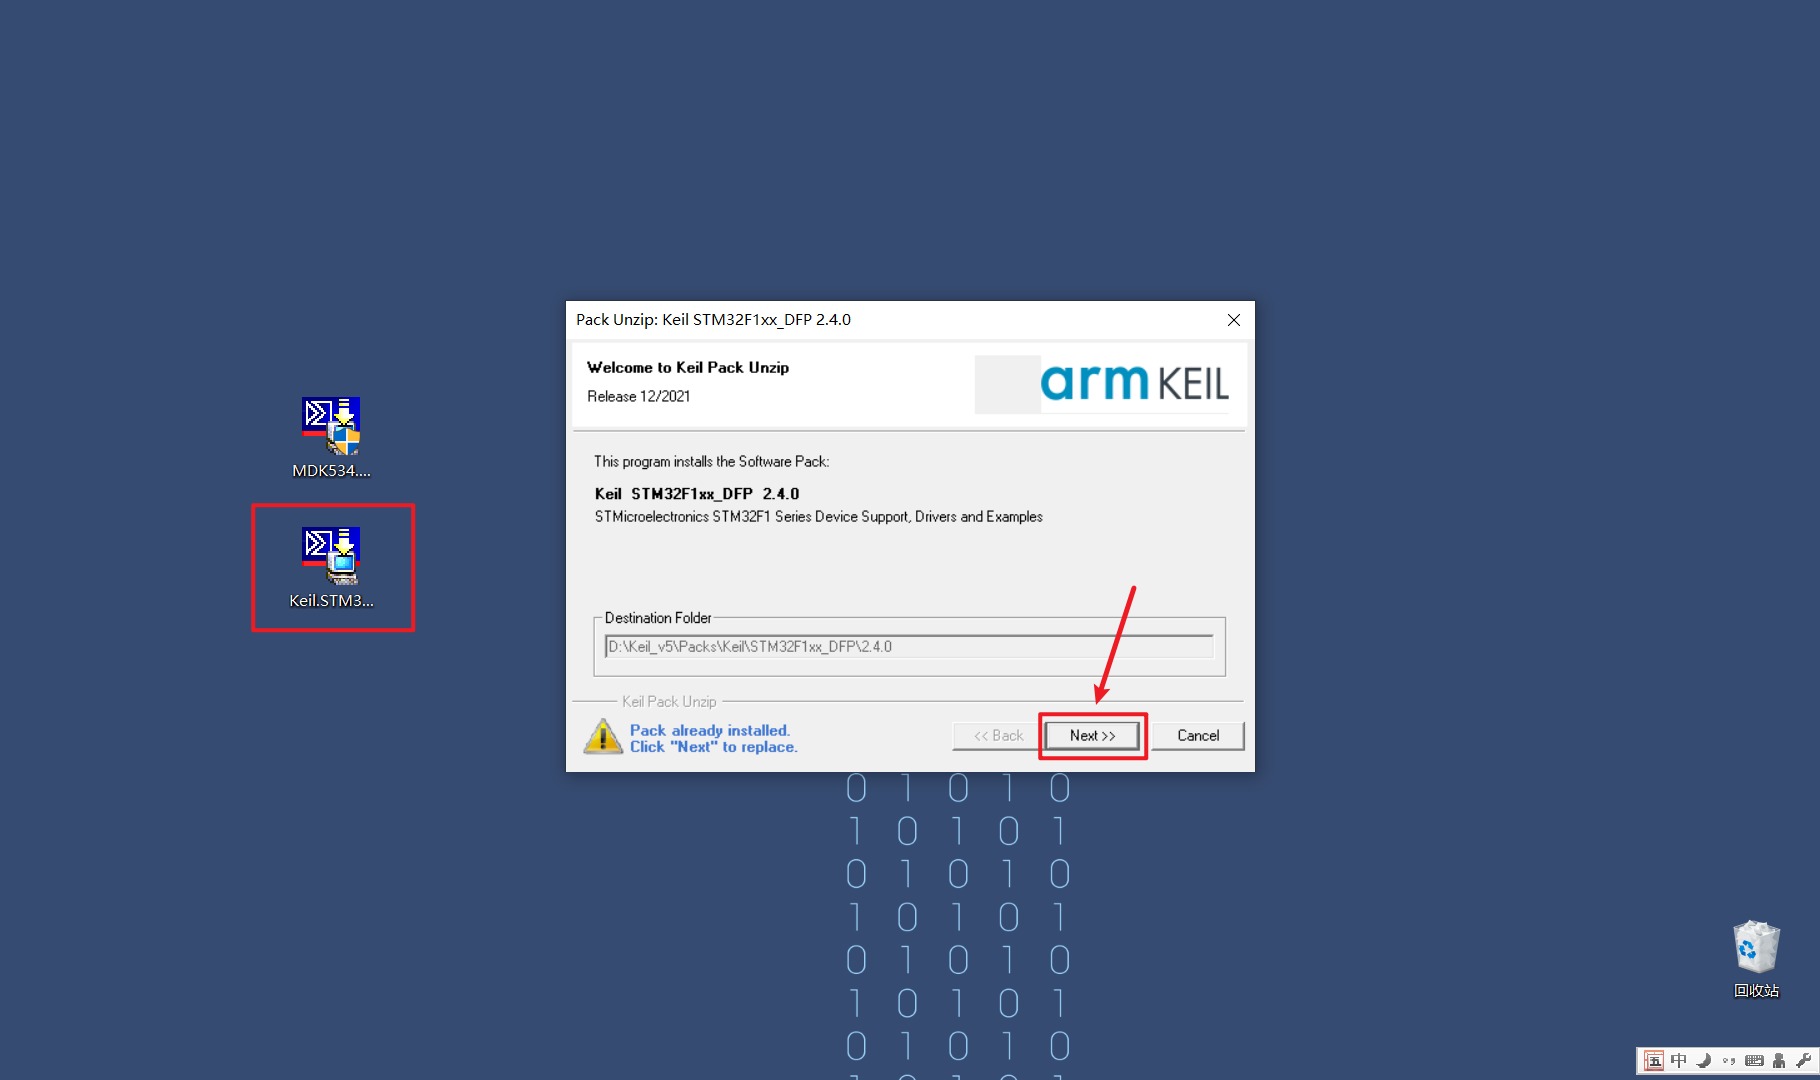 Pack Unzip: Keil STM32F1xx_DFP 2.4.0
Welcome to Keil Pack Unzip
Release 12/2021
arm KEIL
This program installs the Software Pack:
Keil STM32F1xx_DFP 2.4.0
STMicroelectronics STM32F1 Series Device Support, Drivers and Examples
Destination Folder
D:\Keil_v5\Packs\Keil\STM32F1xx_DFP\2.4.0
Keil Pack Unzip
Pack already installed.
Click "Next" to replace.
<< Back
Next >>
Cancel
MDK534....
Keil.STM3...
0 1 0 1 0
1 0 1 0 1
0 1 0 1 0
1 0 1 0 1
0 1 0 1 0
1 0 1 0 1
0 1 0 1 0
回收站
五 中